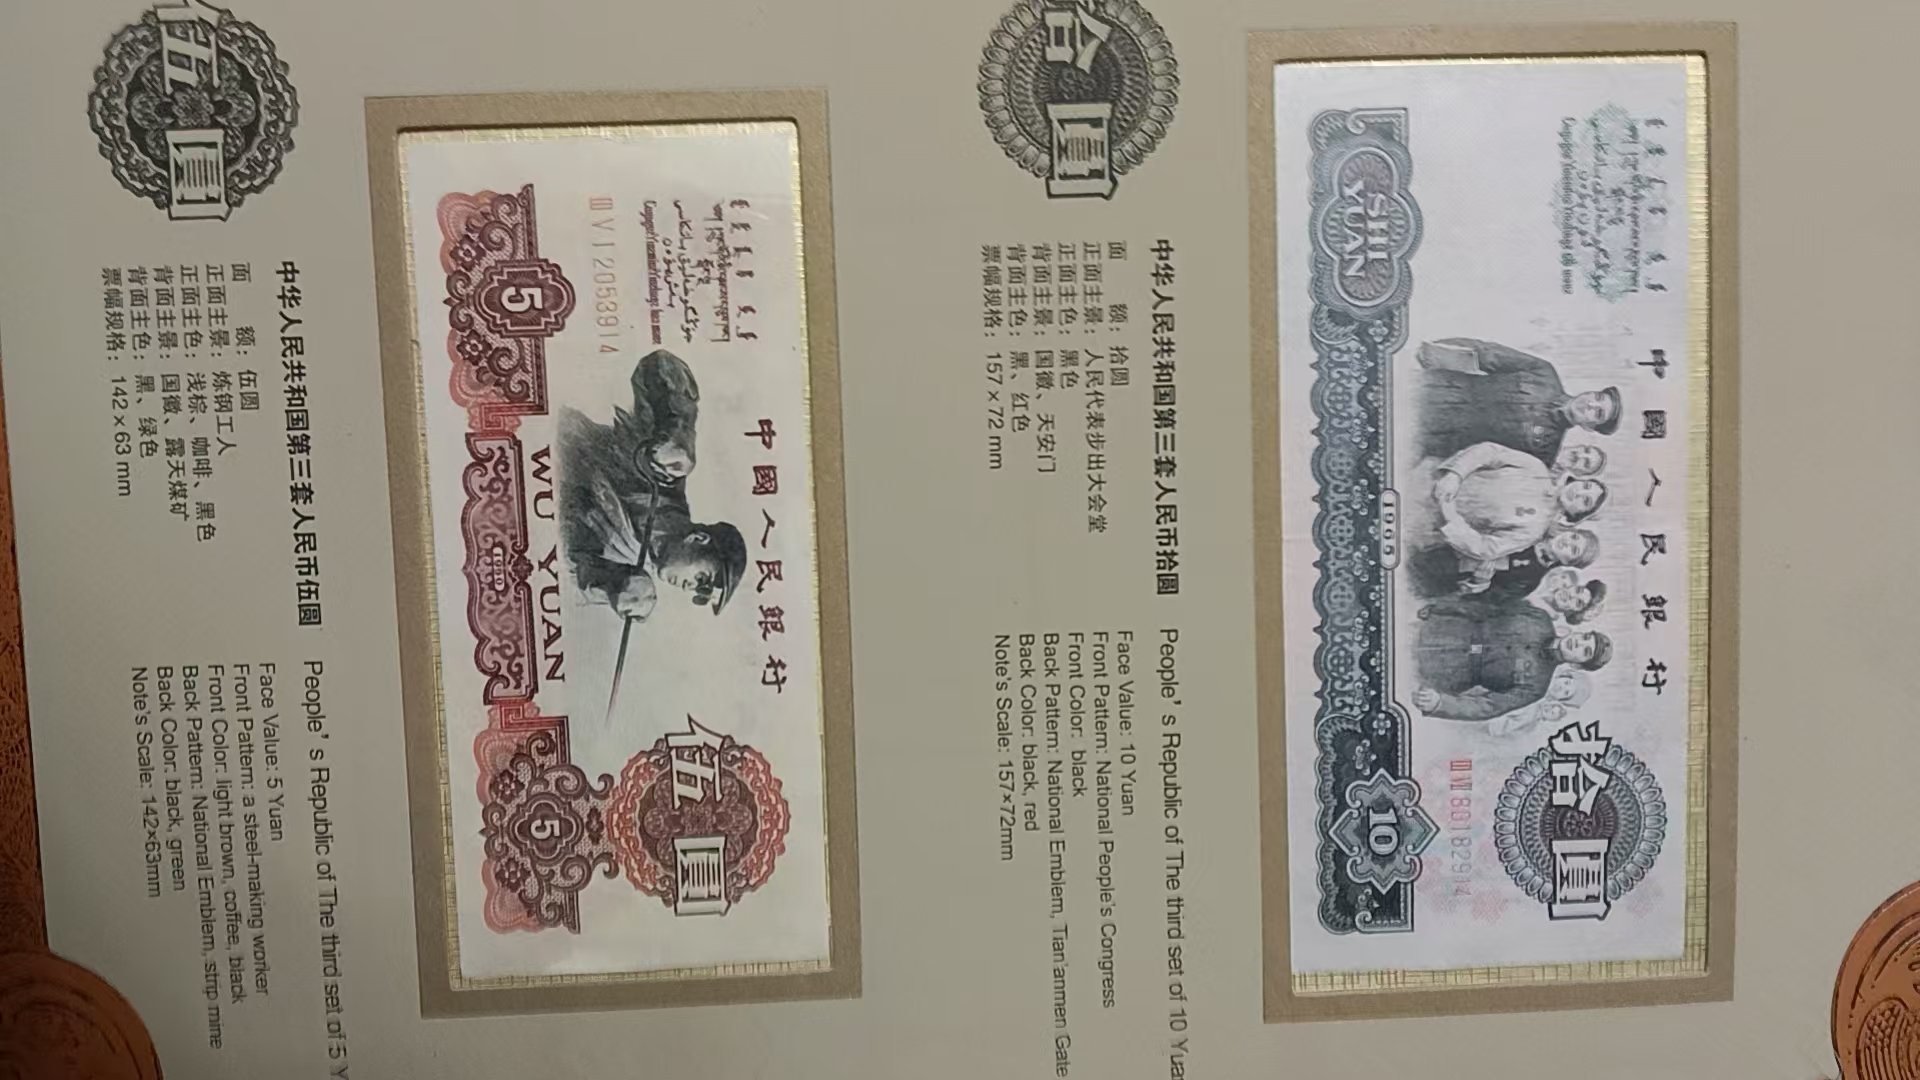 伍圓
中华人民共和国第三套人民币伍圆
面 额：伍圆
正面主景：炼钢工人
正面主色：浅棕、咖啡、黑色
背面主景：国徽、露天煤矿
背面主色：黑、绿色
票幅规格：142×63 mm
People's Republic of The third set of 5 Y
Face Value: 5 Yuan
Front Pattern: a steel-making worker
Front Color: light brown, coffee, black
Back Pattern: National Emblem, strip mine
Back Color: black, green
Note's Scale: 142×63mm
中國人民銀行
ⅢⅤⅠ2053914
5
WU YUAN
1960
伍圓
5
拾圓
中华人民共和国第三套人民币拾圆
面 额：拾圆
正面主景：人民代表步出大会堂
正面主色：黑色
背面主景：国徽、天安门
背面主色：黑、红色
票幅规格：157×72 mm
People's Republic of The third set of 10 Yua
Face Value: 10 Yuan
Front Pattern: National People's Congress
Front Color: black
Back Pattern: National Emblem, Tian'anmen Gate
Back Color: black, red
Note's Scale: 157×72mm
中國人民銀行
SHI
YUAN
1965
拾圓
10